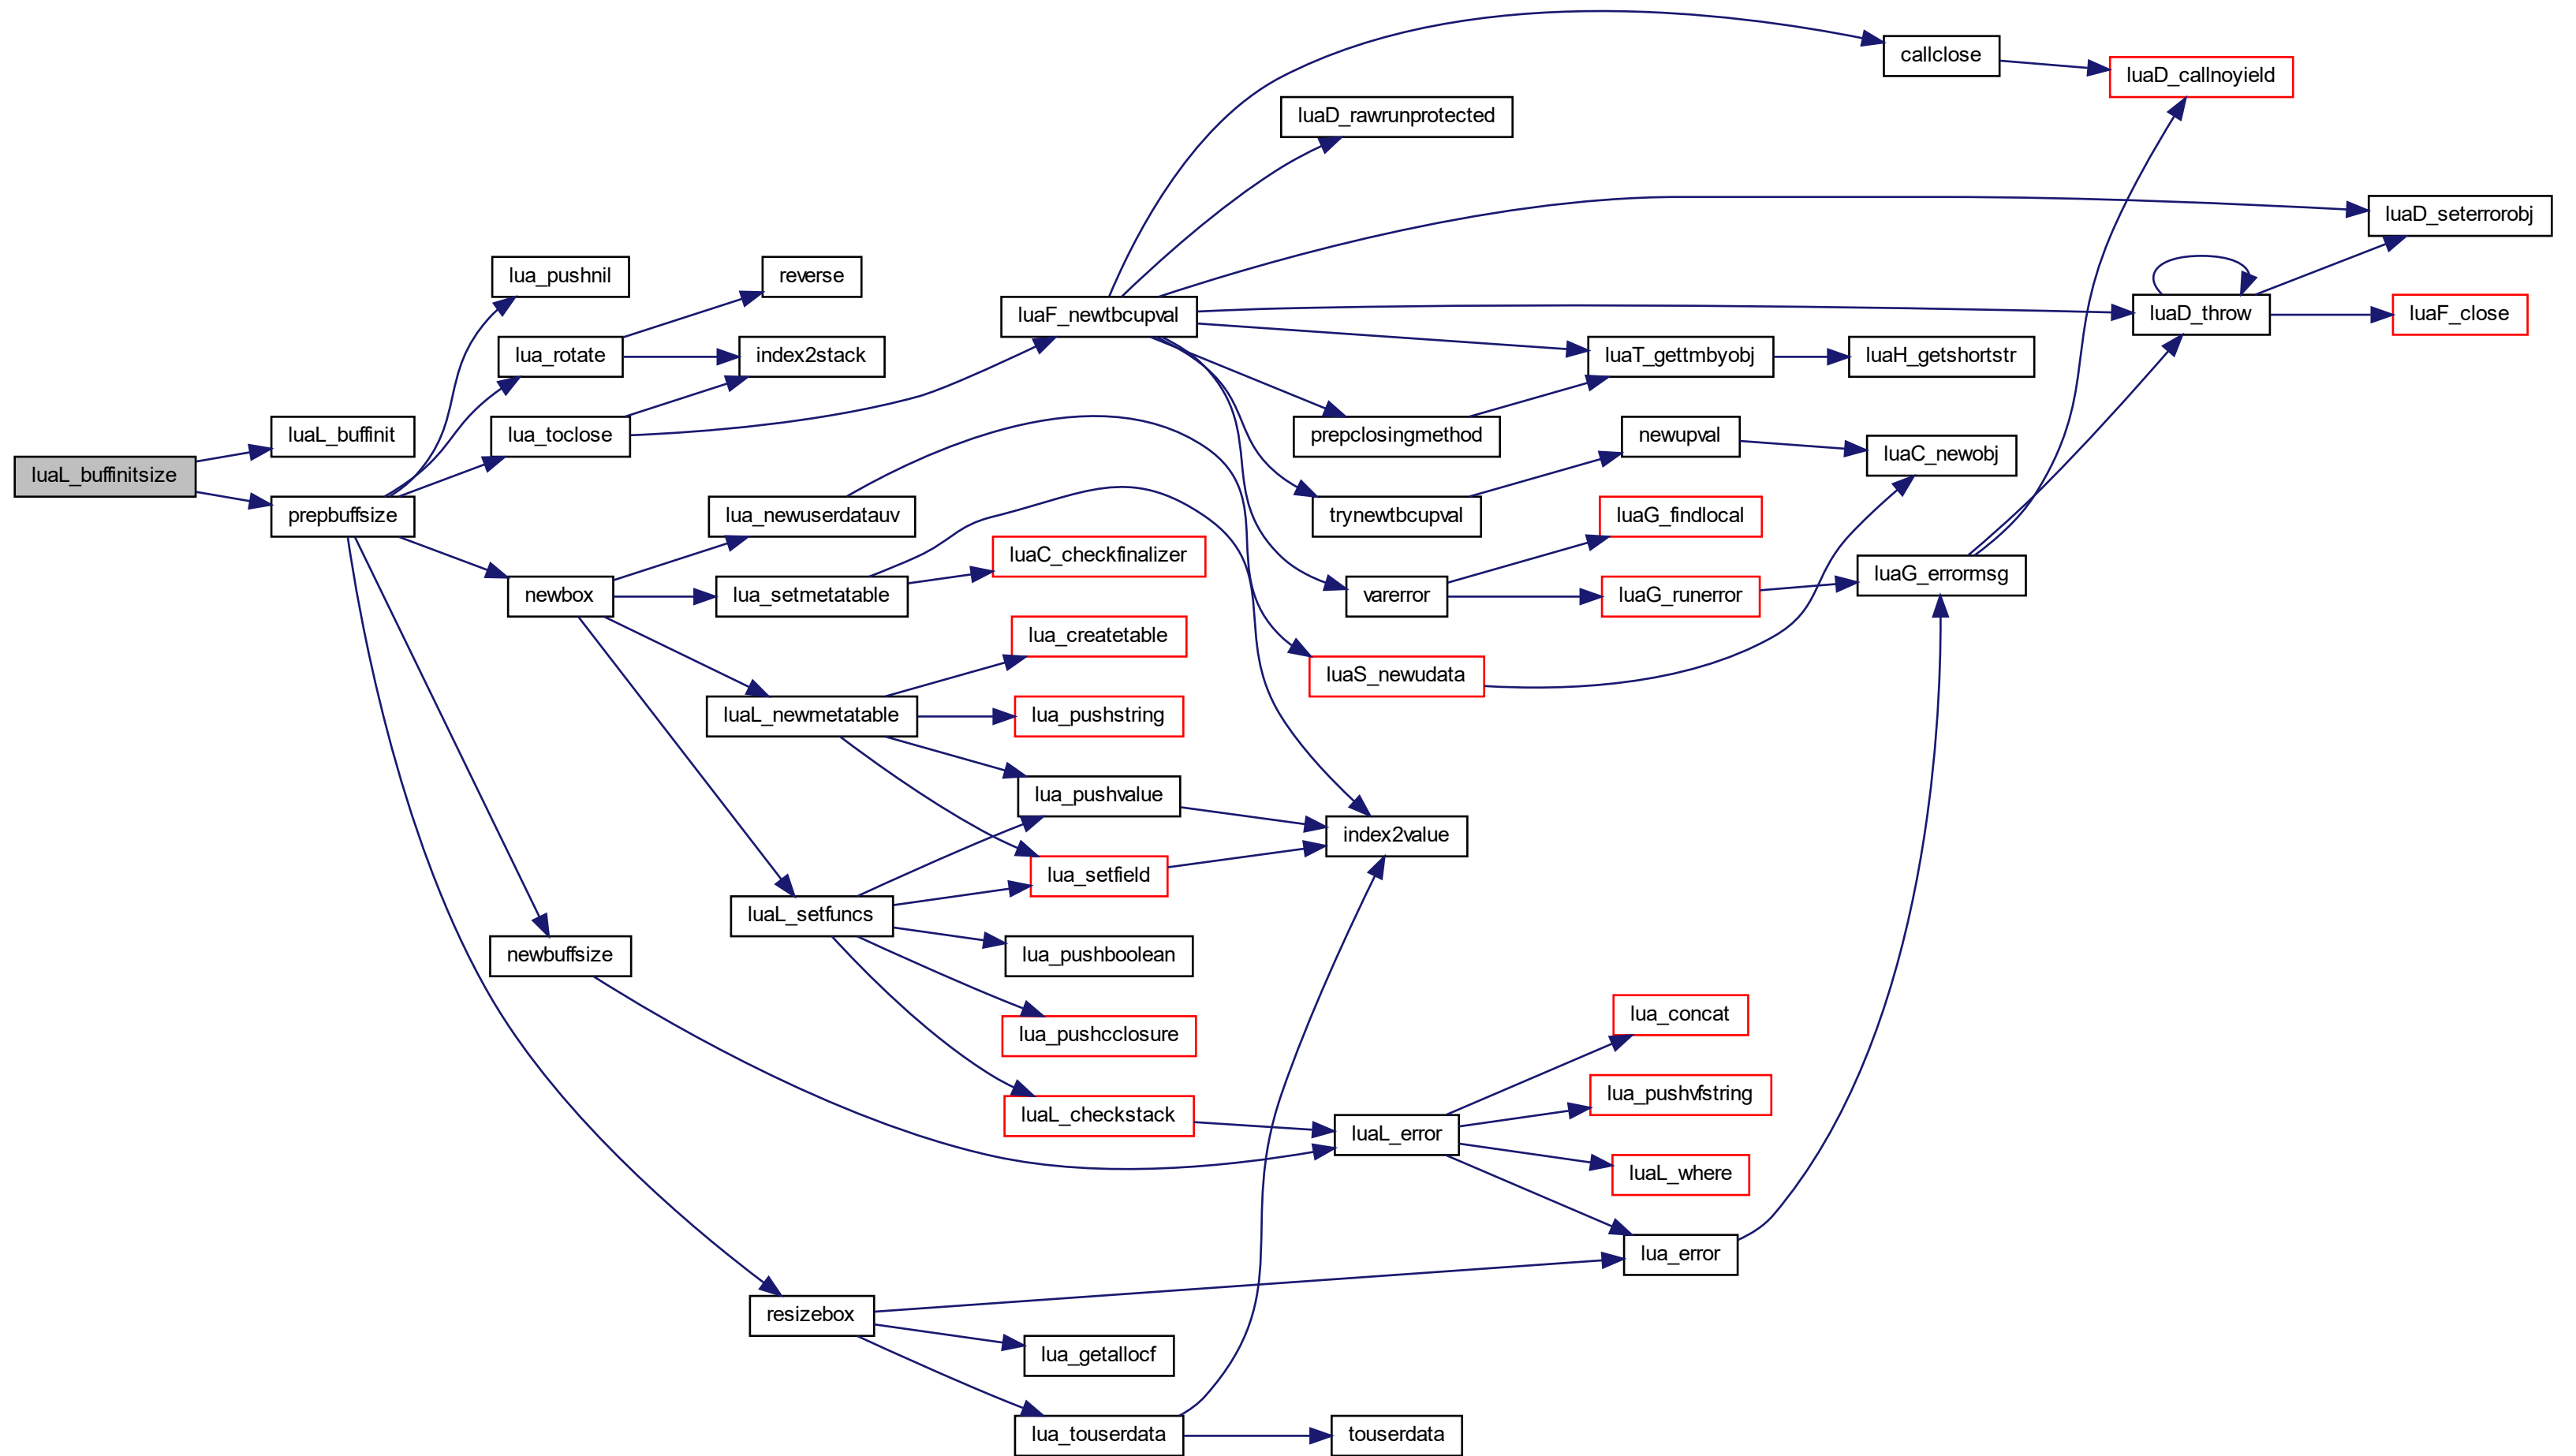 callclose
luaD_callnoyield
luaD_rawrunprotected
luaD_seterrorobj
lua_pushnil
reverse
luaF_newtbcupval
luaD_throw
luaF_close
lua_rotate
index2stack
luaT_gettmbyobj
luaH_getshortstr
luaL_buffinit
lua_toclose
prepclosingmethod
newupval
luaC_newobj
luaL_buffinitsize
prepbuffsize
lua_newuserdatauv
trynewtbcupval
luaG_findlocal
luaC_checkfinalizer
luaG_errormsg
newbox
lua_setmetatable
varerror
luaG_runerror
lua_createtable
luaS_newudata
luaL_newmetatable
lua_pushstring
lua_pushvalue
index2value
lua_setfield
luaL_setfuncs
newbuffsize
lua_pushboolean
lua_concat
lua_pushcclosure
lua_pushvfstring
luaL_checkstack
luaL_error
luaL_where
lua_error
resizebox
lua_getallocf
lua_touserdata
touserdata